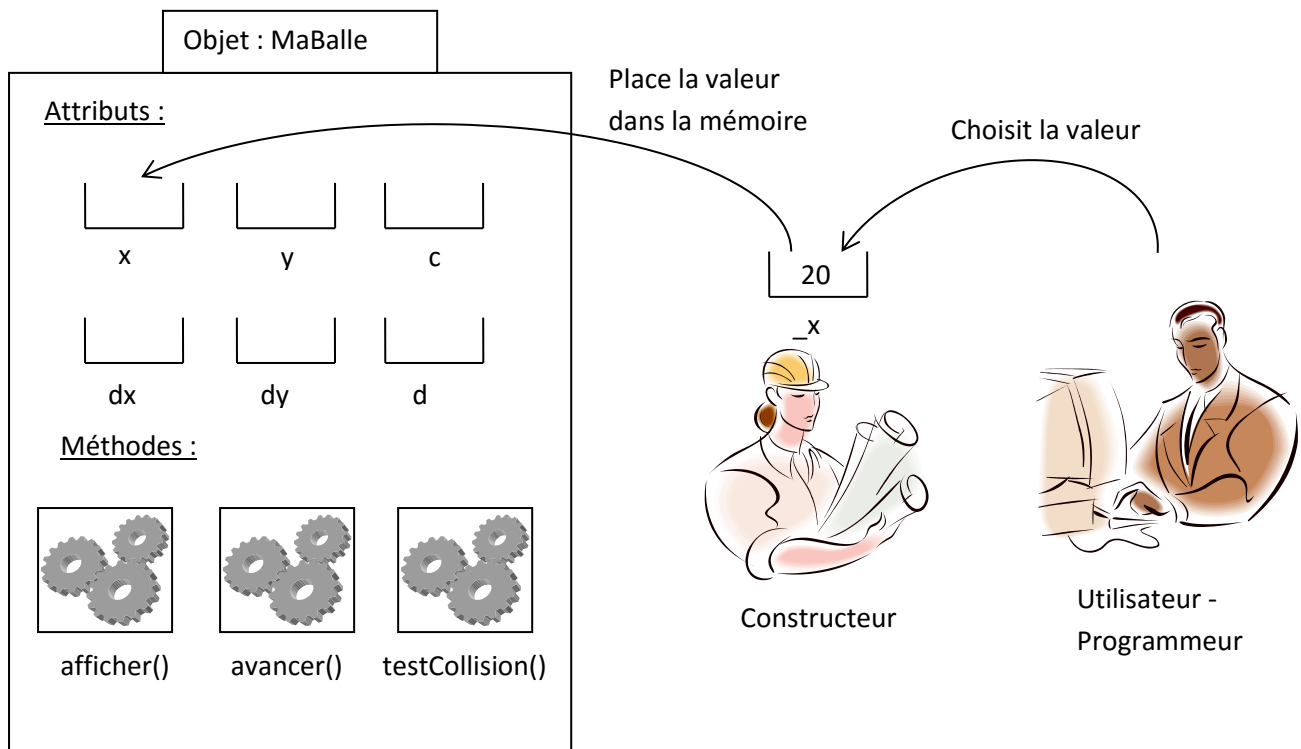 Objet : MaBalle
Attributs :
x y c
dx dy d
Méthodes :
afficher() avancer() testCollision()
Place la valeur
dans la mémoire
Choisit la valeur
20
_x
Constructeur
Utilisateur -
Programmeur